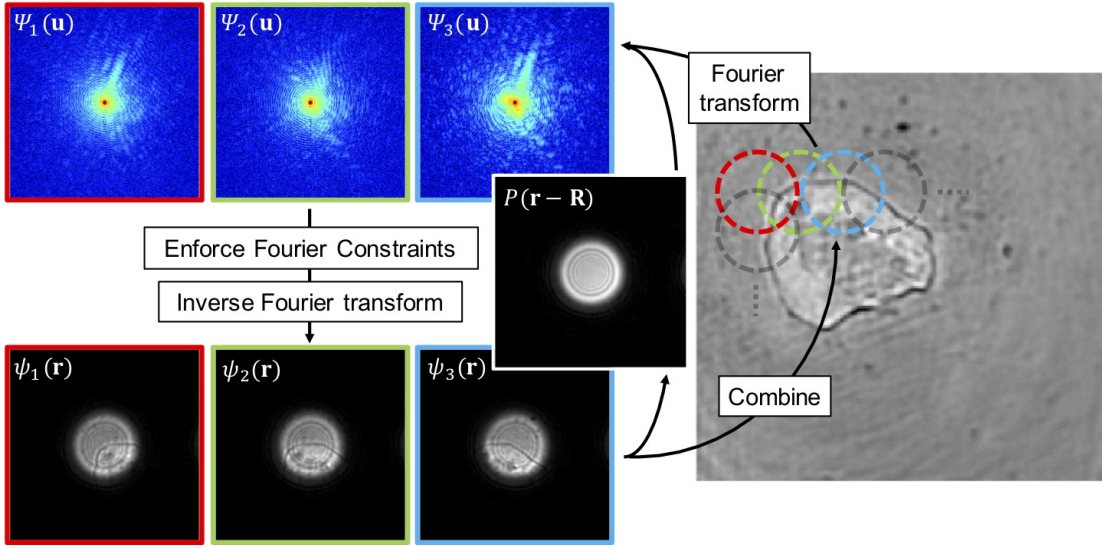 Ψ₁(𝐮)
Ψ₂(𝐮)
Ψ₃(𝐮)
Fourier
transform
P(𝐫 − 𝐑)
Enforce Fourier Constraints
Inverse Fourier transform
ψ₁(𝐫)
ψ₂(𝐫)
ψ₃(𝐫)
Combine